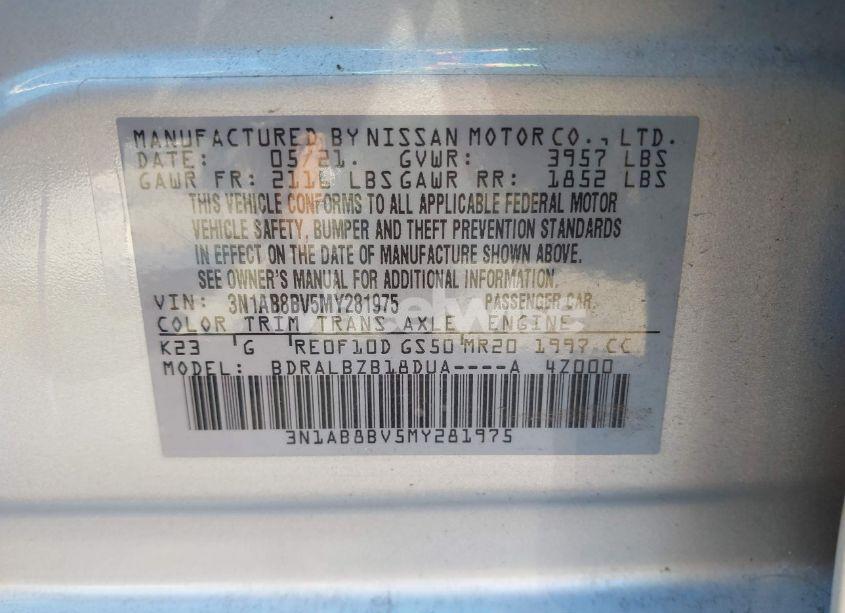 MANUFACTURED BY NISSAN MOTOR CO., LTD.
DATE: 05/21. GVWR: 3957 LBS
GAWR FR: 2116 LBS GAWR RR: 1852 LBS
THIS VEHICLE CONFORMS TO ALL APPLICABLE FEDERAL MOTOR
VEHICLE SAFETY, BUMPER AND THEFT PREVENTION STANDARDS
IN EFFECT ON THE DATE OF MANUFACTURE SHOWN ABOVE.
SEE OWNER'S MANUAL FOR ADDITIONAL INFORMATION.
VIN: 3N1AB8BV5MY281975 PASSENGER CAR
COLOR TRIM TRANS AXLE ENGINE
K23 G RE0F10D GS50 MR20 1997 CC
MODEL: BDRALBZB18DUA----A 4Z000
3N1AB8BV5MY281975